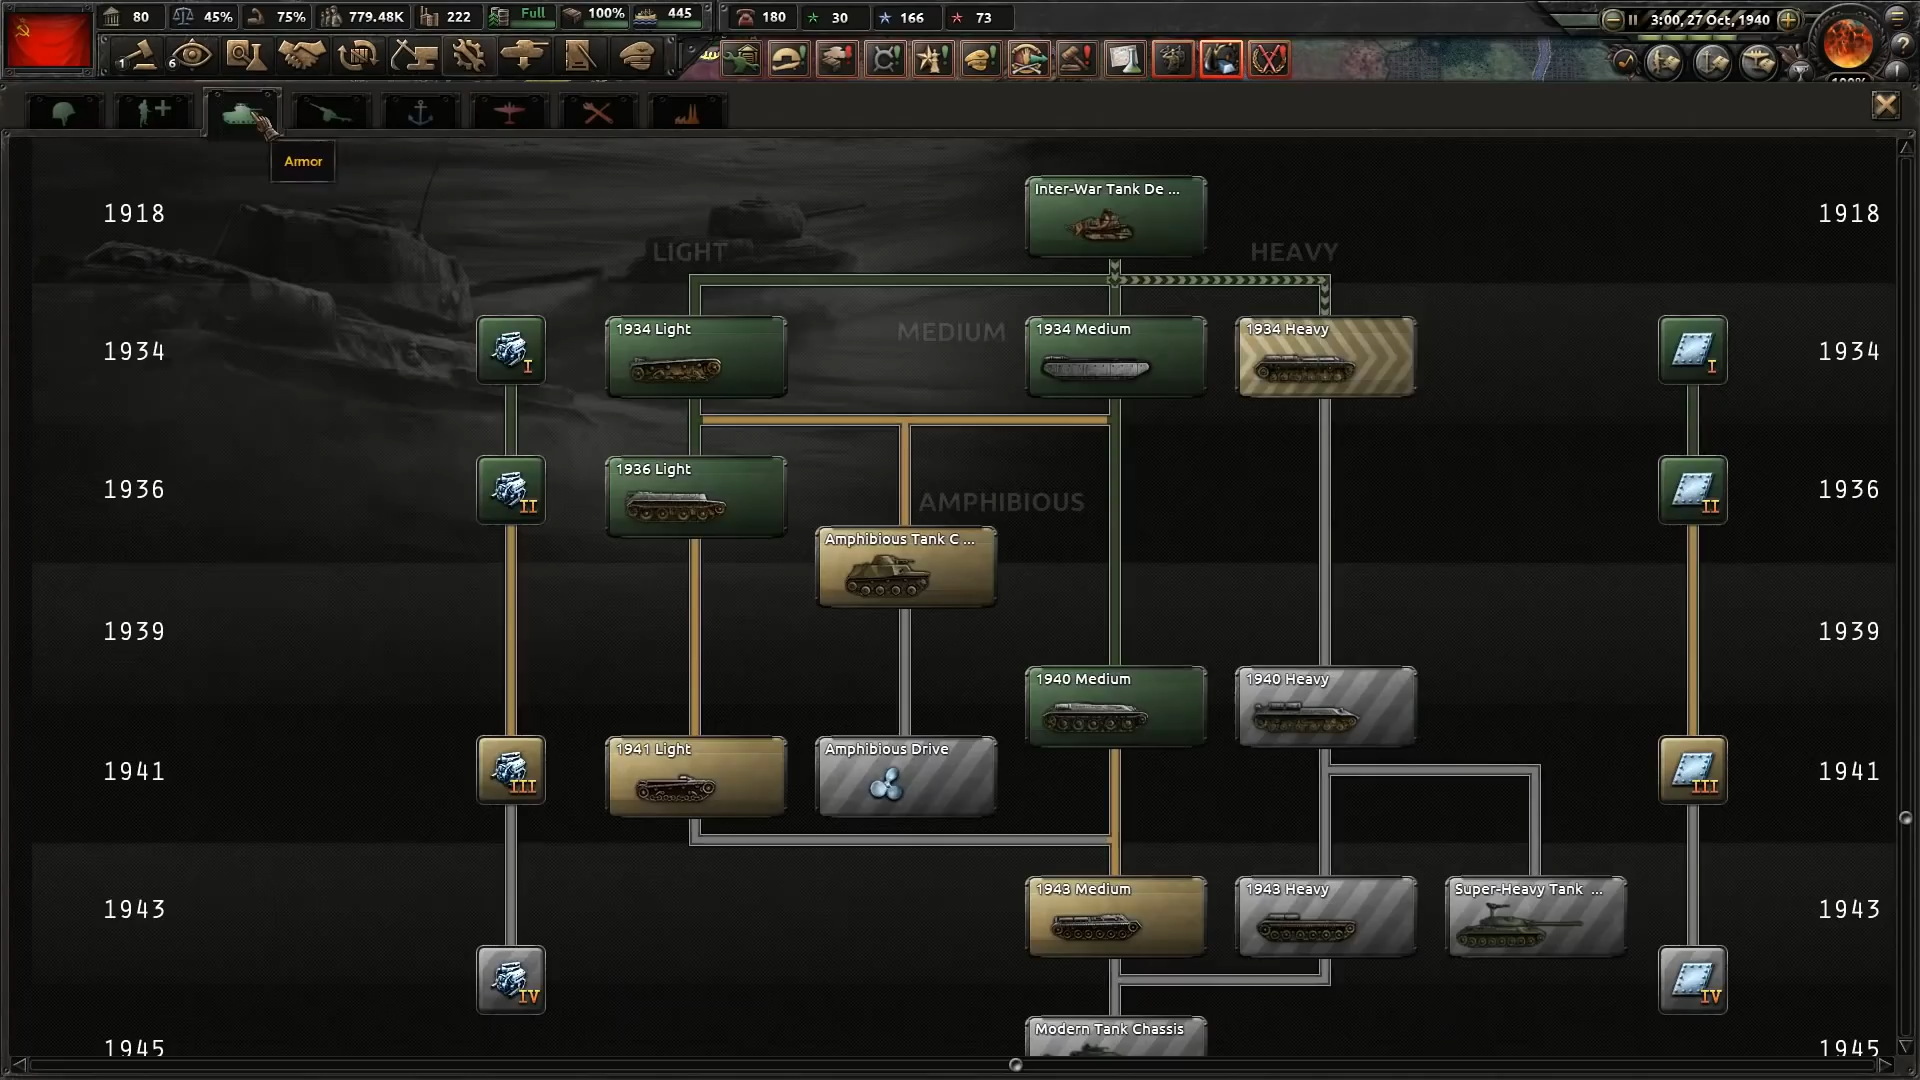 80 45% 75% 779.48K 222 Full 100% 445 180 30 166 73 3:00, 27 Oct, 1940
1 6
Armor
1918 Inter-War Tank De ... 1918
LIGHT HEAVY
1934 I 1934 Light MEDIUM 1934 Medium 1934 Heavy I 1934
1936 II 1936 Light AMPHIBIOUS II 1936
Amphibious Tank C ...
1939 1939
1940 Medium 1940 Heavy
1941 III 1941 Light Amphibious Drive III 1941
1943 1943 Medium 1943 Heavy Super-Heavy Tank ... 1943
IV IV
1945 Modern Tank Chassis 1945